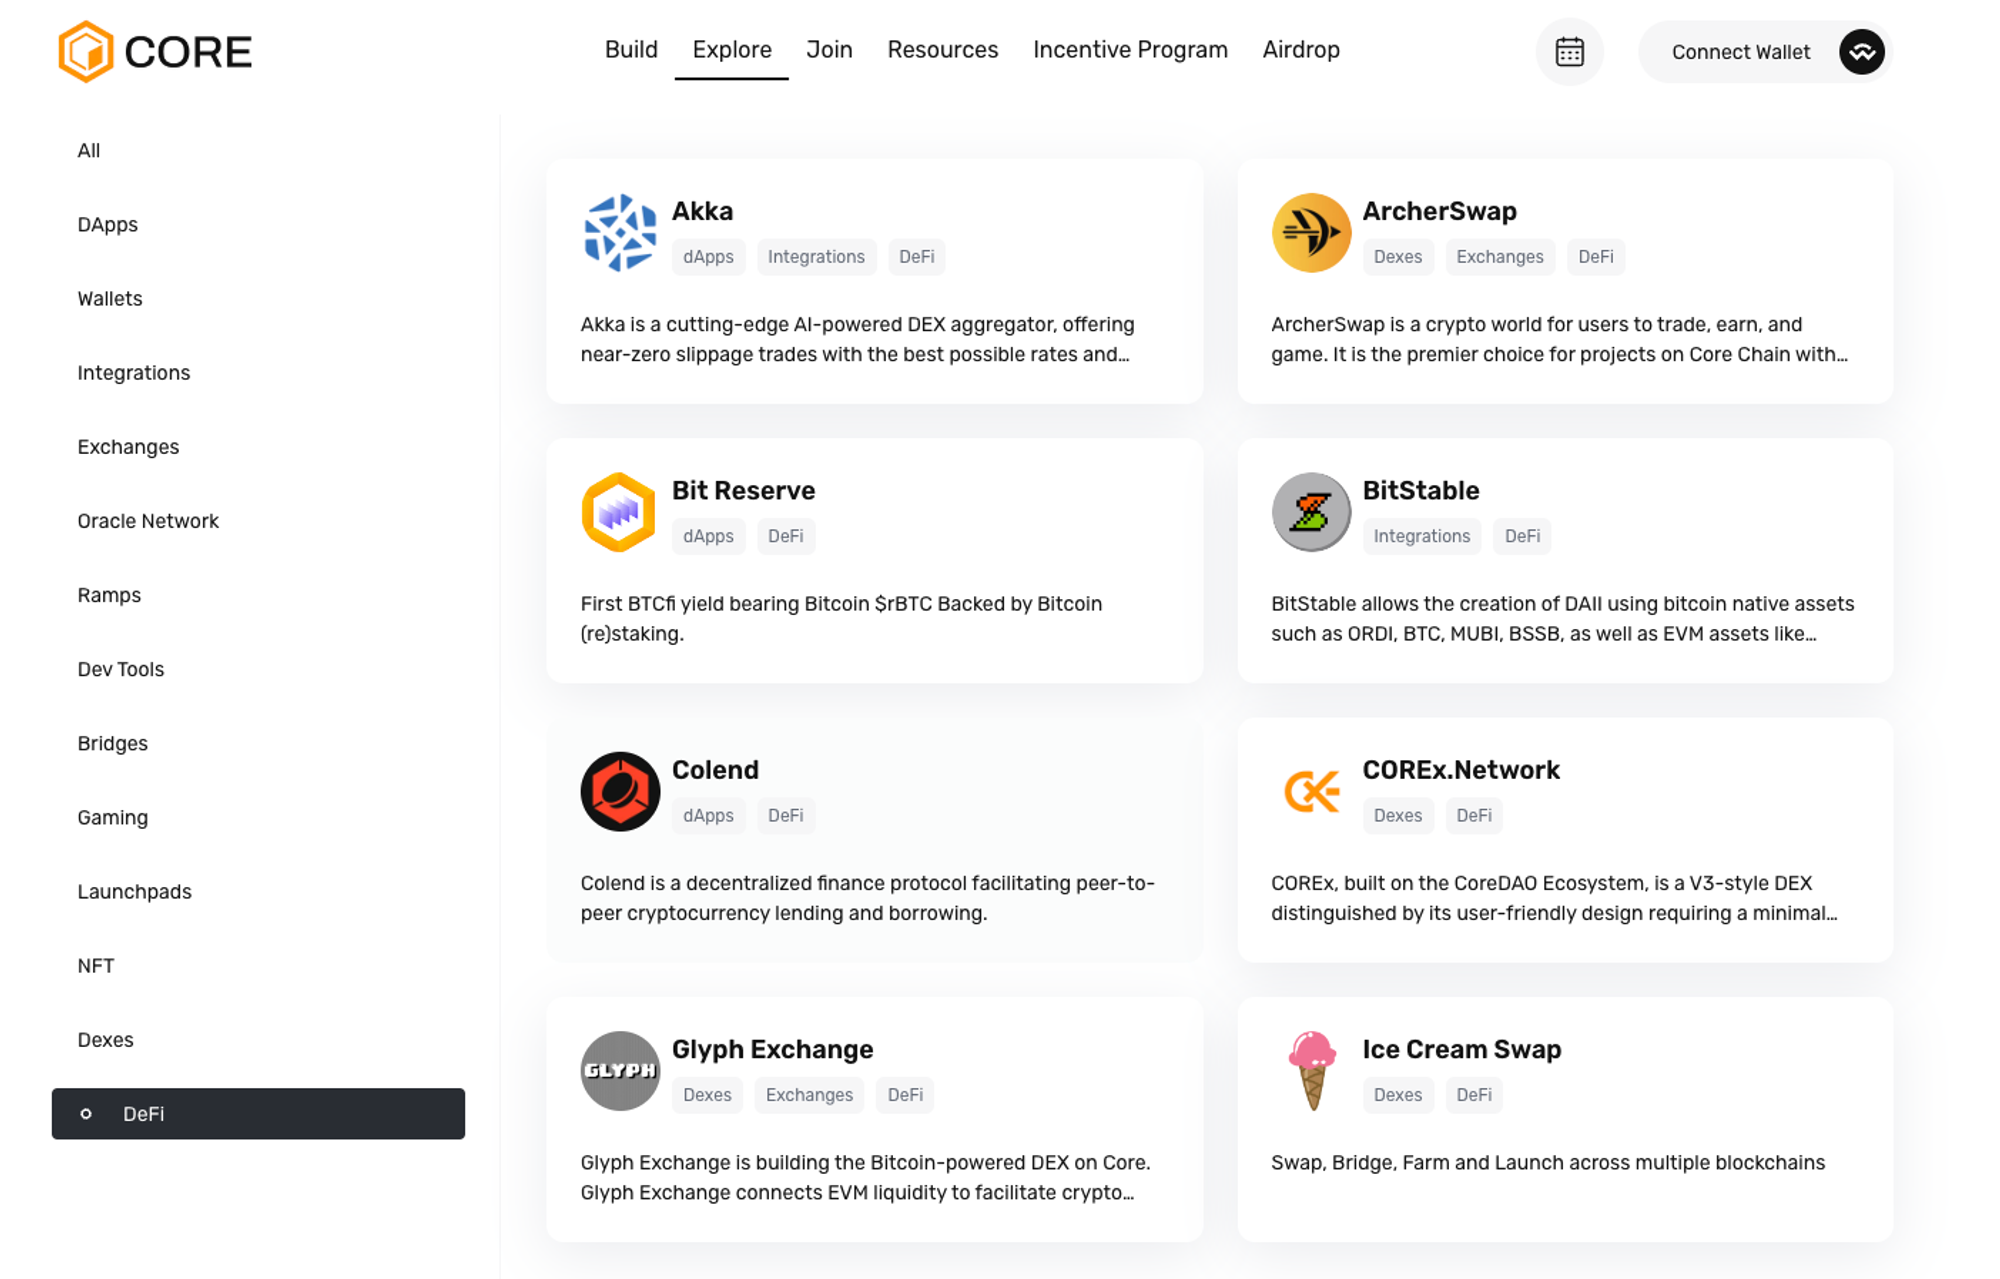 CORE
Build Explore Join Resources Incentive Program Airdrop
Connect Wallet
All
DApps
Wallets
Integrations
Exchanges
Oracle Network
Ramps
Dev Tools
Bridges
Gaming
Launchpads
NFT
Dexes
DeFi
Akka
dApps Integrations DeFi
Akka is a cutting-edge AI-powered DEX aggregator, offering
near-zero slippage trades with the best possible rates and…
ArcherSwap
Dexes Exchanges DeFi
ArcherSwap is a crypto world for users to trade, earn, and
game. It is the premier choice for projects on Core Chain with…
Bit Reserve
dApps DeFi
First BTCfi yield bearing Bitcoin $rBTC Backed by Bitcoin
(re)staking.
BitStable
Integrations DeFi
BitStable allows the creation of DAII using bitcoin native assets
such as ORDI, BTC, MUBI, BSSB, as well as EVM assets like…
Colend
dApps DeFi
Colend is a decentralized finance protocol facilitating peer-to-
peer cryptocurrency lending and borrowing.
COREx.Network
Dexes DeFi
COREx, built on the CoreDAO Ecosystem, is a V3-style DEX
distinguished by its user-friendly design requiring a minimal…
GLYPH
Glyph Exchange
Dexes Exchanges DeFi
Glyph Exchange is building the Bitcoin-powered DEX on Core.
Glyph Exchange connects EVM liquidity to facilitate crypto…
Ice Cream Swap
Dexes DeFi
Swap, Bridge, Farm and Launch across multiple blockchains